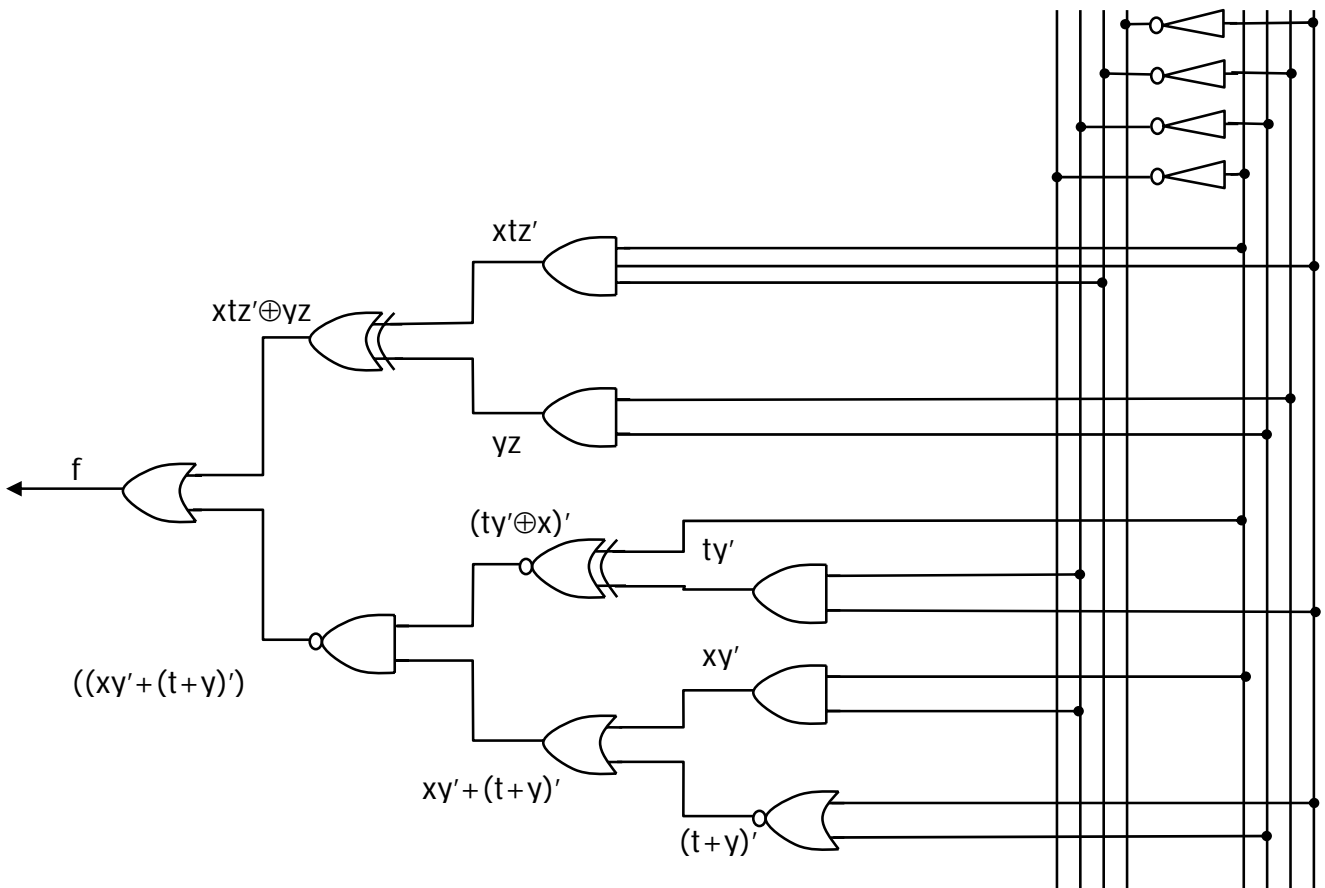 xtz′
xtz′⊕yz
yz
f
(ty′⊕x)′
ty′
xy′
((xy′+(t+y)′)
xy′+(t+y)′
(t+y)′